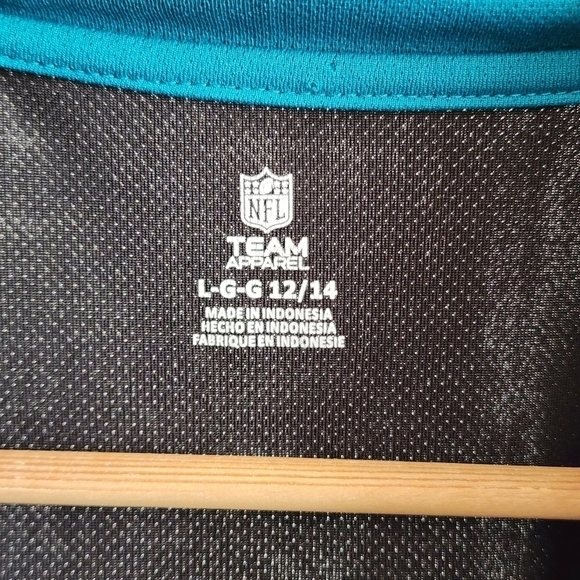 NFL
TEAM
APPAREL
L-G-G 12/14
MADE IN INDONESIA
HECHO EN INDONESIA
FABRIQUE EN INDONESIE